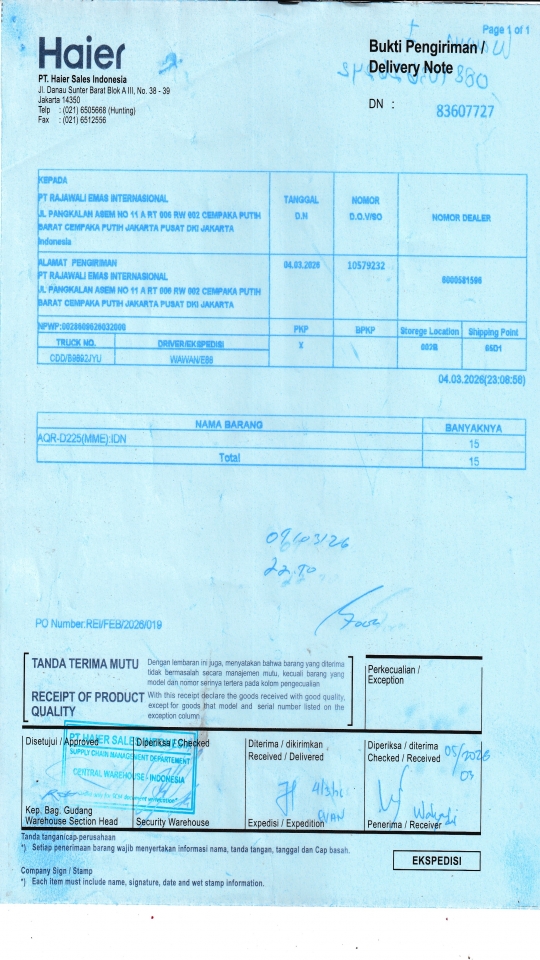 Page 1 of 1
Haier
Bukti Pengiriman /
Delivery Note
PT. Haier Sales Indonesia
Jl. Danau Sunter Barat Blok A III, No. 38 - 39
Jakarta 14350
Telp : (021) 6505668 (Hunting)
Fax : (021) 6512556
DN : 83607727
KEPADA
PT RAJAWALI EMAS INTERNASIONAL
JL PANGKALAN ASEM NO 11 A RT 006 RW 002 CEMPAKA PUTIH
BARAT CEMPAKA PUTIH JAKARTA PUSAT DKI JAKARTA
Indonesia
TANGGAL
D.N
NOMOR
D.O.V/SO
NOMOR DEALER
ALAMAT PENGIRIMAN
PT RAJAWALI EMAS INTERNASIONAL
JL PANGKALAN ASEM NO 11 A RT 006 RW 002 CEMPAKA PUTIH
BARAT CEMPAKA PUTIH JAKARTA PUSAT DKI JAKARTA
04.03.2026
10579232
PKP
BPKP
Storege Location
Shipping Point
TRUCK NO.
DRIVER/EKSPEDISI
X
002B
65D1
CDD/B9892JYU
WAWAN/E86
04.03.2026(23:08:58)
NAMA BARANG
BANYAKNYA
AQR-D225(MME):IDN
15
Total
15
22.10
PO Number:REI/FEB/2026/019
TANDA TERIMA MUTU
Dengan lembaran ini juga, menyatakan bahwa barang yang diterima
tidak bermasalah secara manajemen mutu, kecuali barang yang
model dan nomor serinya tertera pada kolom pengecualian
RECEIPT OF PRODUCT
QUALITY
With this receipt declare the goods received with good quality,
except for goods that model and serial number listed on the
exception column
Perkecualian /
Exception
Disetujui / Approved
Diperiksa / Checked
Diterima / dikirimkan
Received / Delivered
Diperiksa / diterima
Checked / Received
PT HAIER SALES
SUPPLY CHAIN MANAGEMENT DEPARTEMENT
CENTRAL WAREHOUSE - INDONESIA
05/2026
03
Kep. Bag. Gudang
Warehouse Section Head
Security Warehouse
Expedisi / Expedition
Penerima / Receiver
Tanda tangan/cap.perusahaan
*) Setiap penerimaan barang wajib menyertakan informasi nama, tanda tangan, tanggal dan Cap basah.
EKSPEDISI
Company Sign / Stamp
*) Each item must include name, signature, date and wet stamp information.